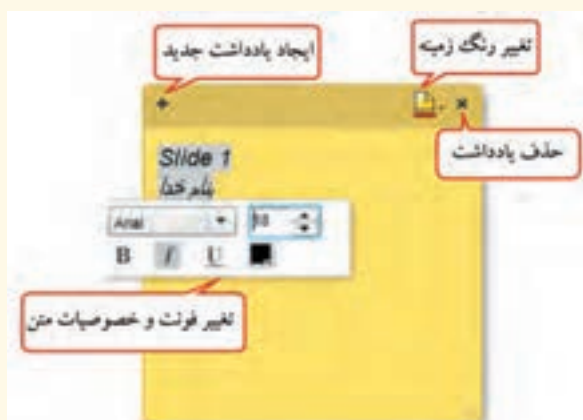 تغییر رنگ زمینه
ایجاد یادداشت جدید
حذف یادداشت
Slide 1
بنام خدا
Arial
B I U
تغییر فونت و خصوصیات متن